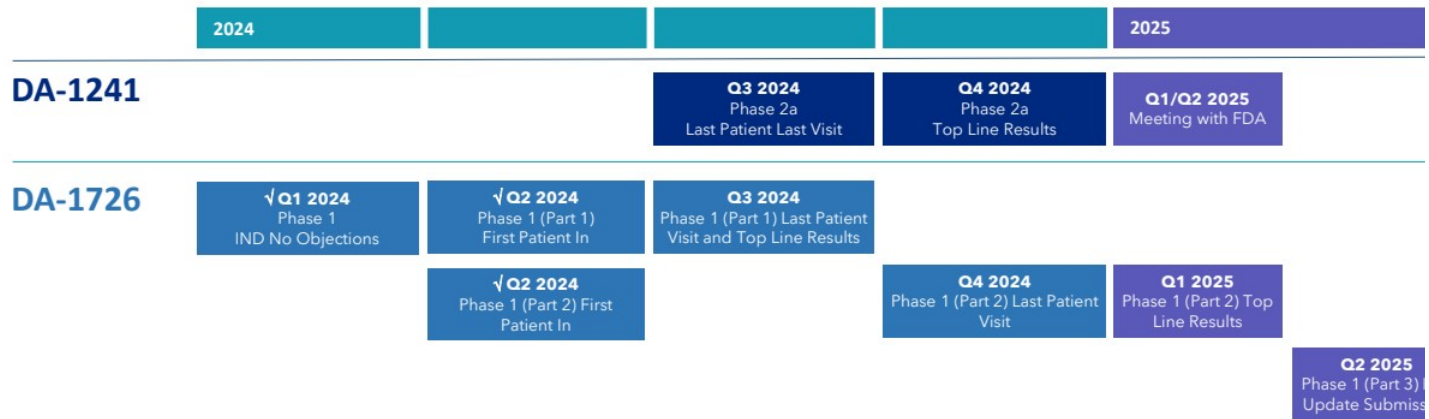 2024
2025
DA-1241
Q3 2024
Phase 2a
Last Patient Last Visit
Q4 2024
Phase 2a
Top Line Results
Q1/Q2 2025
Meeting with FDA
DA-1726
√ Q1 2024
Phase 1
IND No Objections
√ Q2 2024
Phase 1 (Part 1)
First Patient In
Q3 2024
Phase 1 (Part 1) Last Patient
Visit and Top Line Results
√ Q2 2024
Phase 1 (Part 2) First
Patient In
Q4 2024
Phase 1 (Part 2) Last Patient
Visit
Q1 2025
Phase 1 (Part 2) Top
Line Results
Q2 2025
Phase 1 (Part 3)
Update